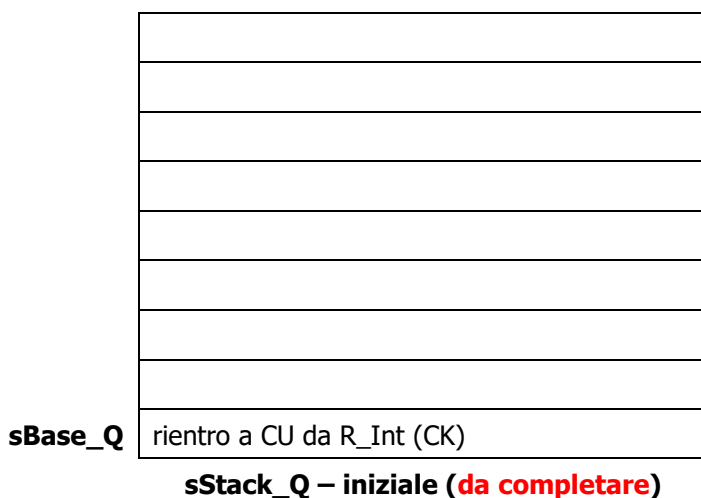 sBase_Q rientro a CU da R_Int (CK)
sStack_Q – iniziale (da completare)